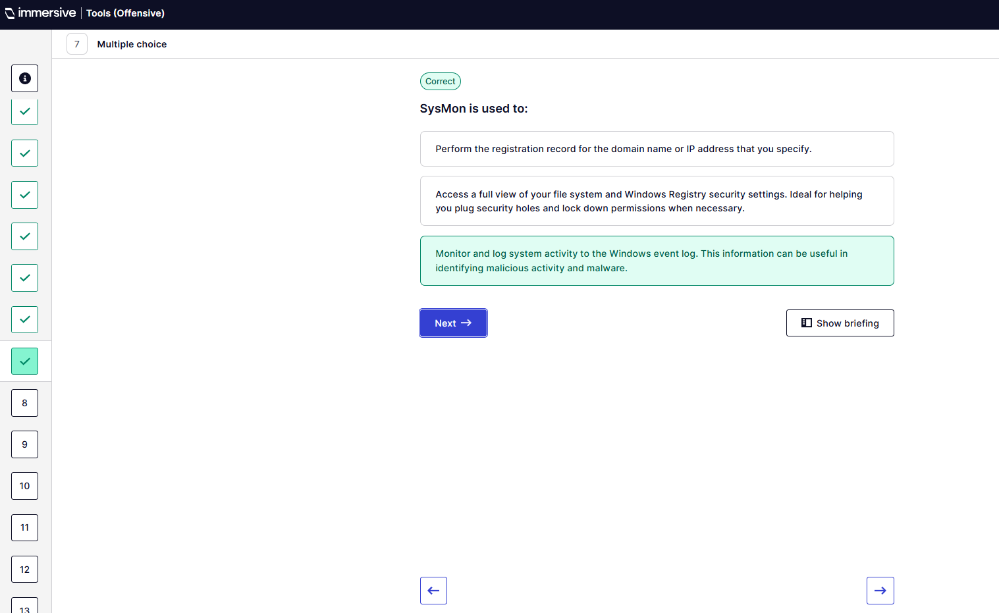 immersive Tools (Offensive)
7 Multiple choice
Correct
SysMon is used to:
Perform the registration record for the domain name or IP address that you specify.
Access a full view of your file system and Windows Registry security settings. Ideal for helping
you plug security holes and lock down permissions when necessary.
Monitor and log system activity to the Windows event log. This information can be useful in
identifying malicious activity and malware.
Next
Show briefing
8
9
10
11
12
13